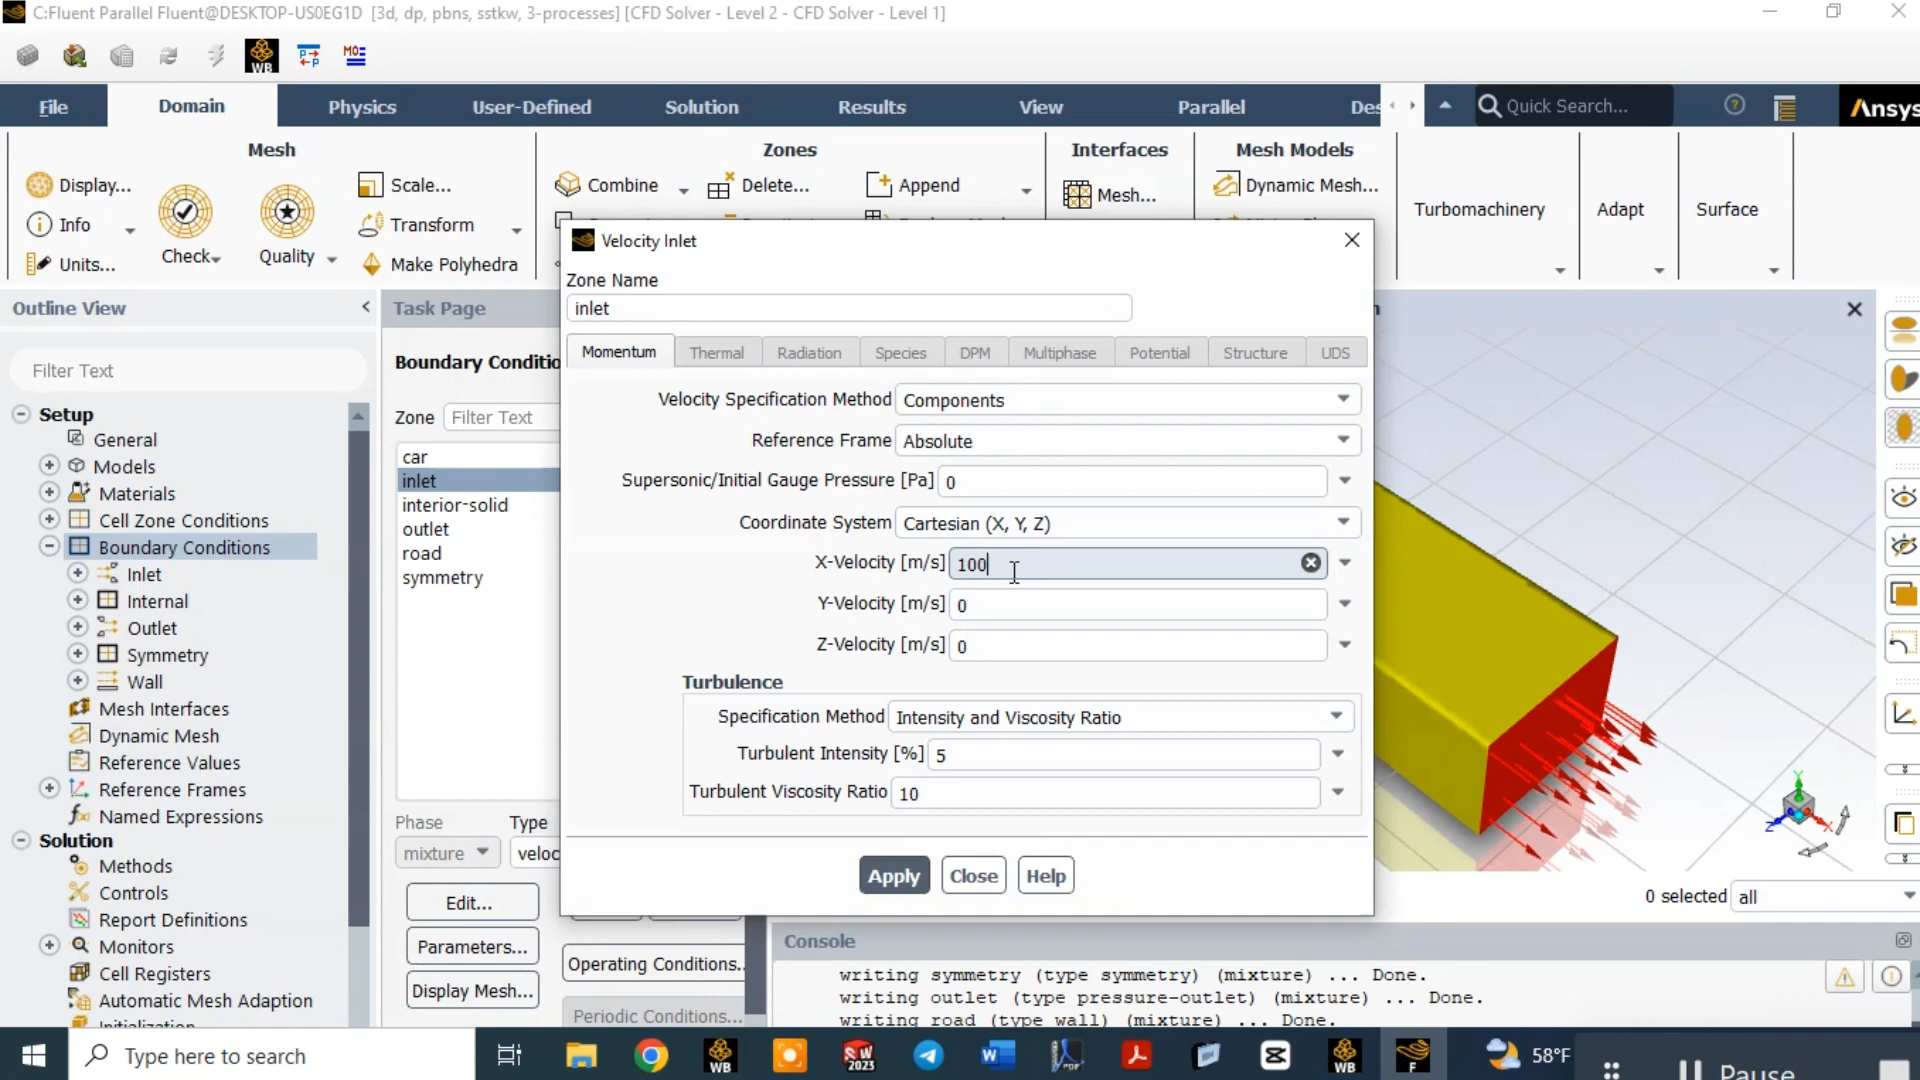 C:Fluent Parallel Fluent@DESKTOP-US0EG1D [3d, dp, pbns, sstkw, 3-processes] [CFD Solver - Level 2 - CFD Solver - Level 1]
WB
File Domain Physics User-Defined Solution Results View Parallel Des Quick Search... Ansys
Mesh Zones Interfaces Mesh Models
Display... Scale... Combine Delete... Append Mesh... Dynamic Mesh...
Info Transform Turbomachinery Adapt Surface
Check Quality
Units... Make Polyhedra
Velocity Inlet
Zone Name
inlet
Momentum Thermal Radiation Species DPM Multiphase Potential Structure UDS
Velocity Specification Method Components
Reference Frame Absolute
Supersonic/Initial Gauge Pressure [Pa] 0
Coordinate System Cartesian (X, Y, Z)
X-Velocity [m/s] 100
Y-Velocity [m/s] 0
Z-Velocity [m/s] 0
Turbulence
Specification Method Intensity and Viscosity Ratio
Turbulent Intensity [%] 5
Turbulent Viscosity Ratio 10
Apply Close Help
Outline View
Filter Text
Setup
General
Models
Materials
Cell Zone Conditions
Boundary Conditions
Inlet
Internal
Outlet
Symmetry
Wall
Mesh Interfaces
Dynamic Mesh
Reference Values
Reference Frames
Named Expressions
Solution
Methods
Controls
Report Definitions
Monitors
Cell Registers
Automatic Mesh Adaption
Initialization
Task Page
Boundary Conditio
Zone Filter Text
car
inlet
interior-solid
outlet
road
symmetry
Phase Type
mixture veloc
Edit...
Parameters... Operating Conditions..
Display Mesh... Periodic Conditions...
Y
Z X
0 selected all
Console
writing symmetry (type symmetry) (mixture) ... Done.
writing outlet (type pressure-outlet) (mixture) ... Done.
writing road (type wall) (mixture) ... Done.
Type here to search WB SW 2023 W PDF WB F 58°F Pause